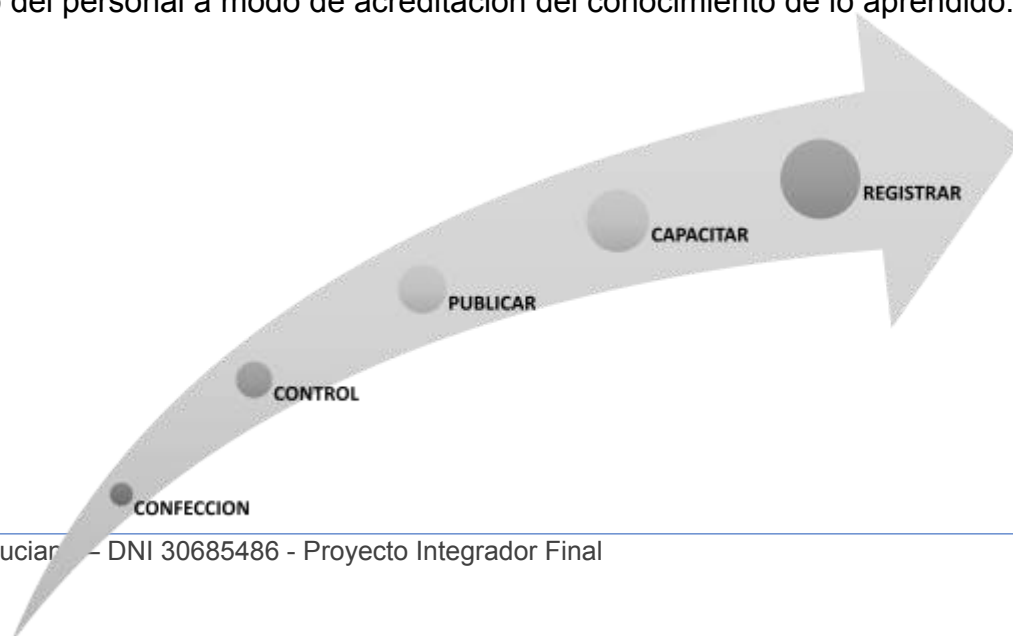 del personal a modo de acreditación del conocimiento de lo aprendido.
REGISTRAR
CAPACITAR
PUBLICAR
CONTROL
CONFECCION
– DNI 30685486 - Proyecto Integrador Final